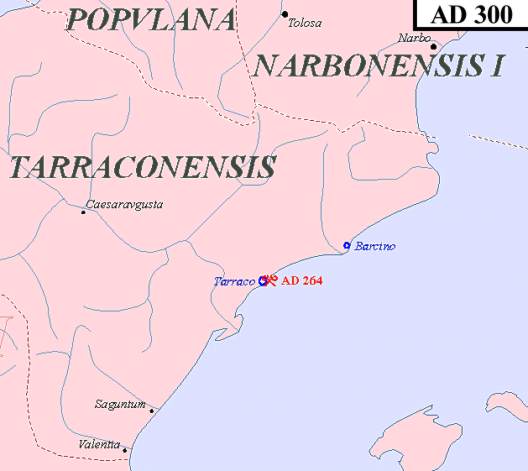 AD 300
POPVLANA
Tolosa
Narbo
NARBONENSIS I
TARRACONENSIS
Caesaravgusta
Barcino
Tarraco AD 264
Saguntum
Valentia